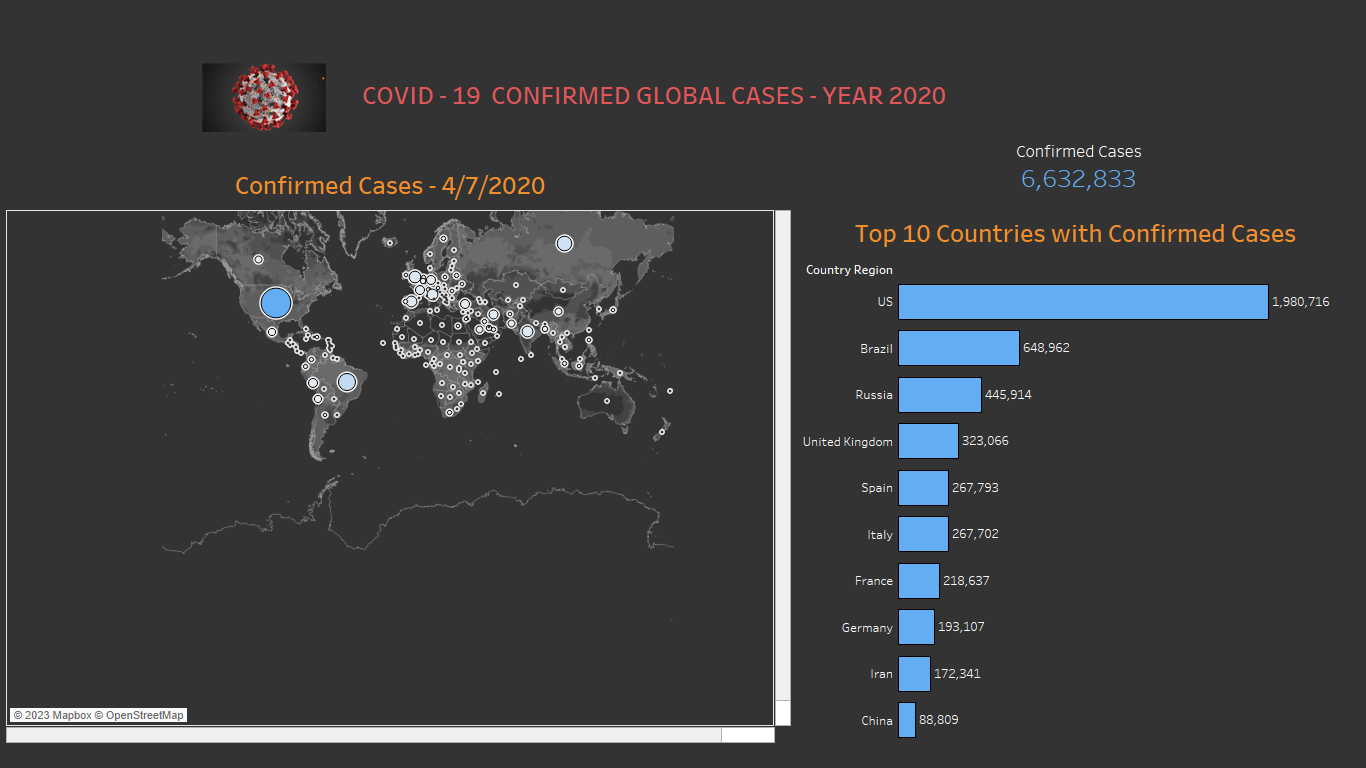 COVID - 19 CONFIRMED GLOBAL CASES - YEAR 2020
Confirmed Cases
6,632,833
Confirmed Cases - 4/7/2020
Top 10 Countries with Confirmed Cases
Country Region
US 1,980,716
Brazil 648,962
Russia 445,914
United Kingdom 323,066
Spain 267,793
Italy 267,702
France 218,637
Germany 193,107
Iran 172,341
China 88,809
© 2023 Mapbox © OpenStreetMap